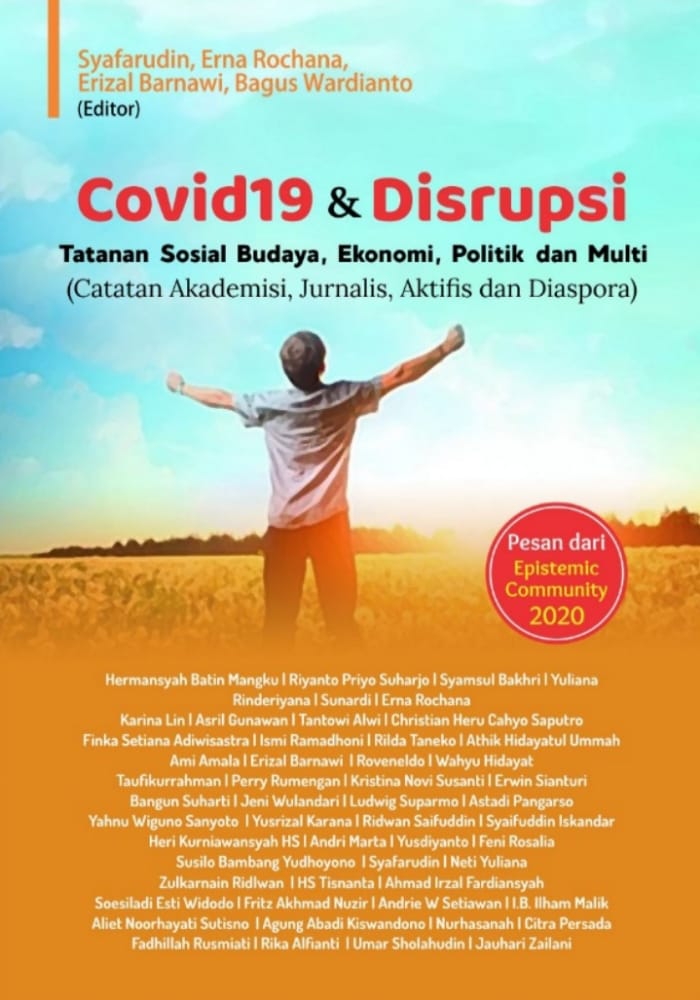 Syafarudin, Erna Rochana,
Erizal Barnawi, Bagus Wardianto
(Editor)
Covid19 & Disrupsi
Tatanan Sosial Budaya, Ekonomi, Politik dan Multi
(Catatan Akademisi, Jurnalis, Aktifis dan Diaspora)
Pesan dari
Epistemic
Community
2020
Hermansyah Batin Mangku | Riyanto Priyo Suharjo | Syamsul Bakhri | Yuliana
Rinderiyana | Sunardi | Erna Rochana
Karina Lin | Asril Gunawan | Tantowi Alwi | Christian Heru Cahyo Saputro
Finka Setiana Adiwisastra | Ismi Ramadhoni | Rilda Taneko | Athik Hidayatul Ummah
Ami Amala | Erizal Barnawi | Roveneldo | Wahyu Hidayat
Taufikurrahman | Perry Rumengan | Kristina Novi Susanti | Erwin Sianturi
Bangun Suharti | Jeni Wulandari | Ludwig Suparmo | Astadi Pangarso
Yahnu Wiguno Sanyoto | Yusrizal Karana | Ridwan Saifuddin | Syaifuddin Iskandar
Heri Kurniawansyah HS | Andri Marta | Yusdiyanto | Feni Rosalia
Susilo Bambang Yudhoyono | Syafarudin | Neti Yuliana
Zulkarnain Ridlwan | HS Tisnanta | Ahmad Irzal Fardiansyah
Soesiladi Esti Widodo | Fritz Akhmad Nuzir | Andrie W Setiawan | I.B. Ilham Malik
Aliet Noorhayati Sutisno | Agung Abadi Kiswandono | Nurhasanah | Citra Persada
Fadhillah Rusmiati | Rika Alfianti | Umar Sholahudin | Jauhari Zailani